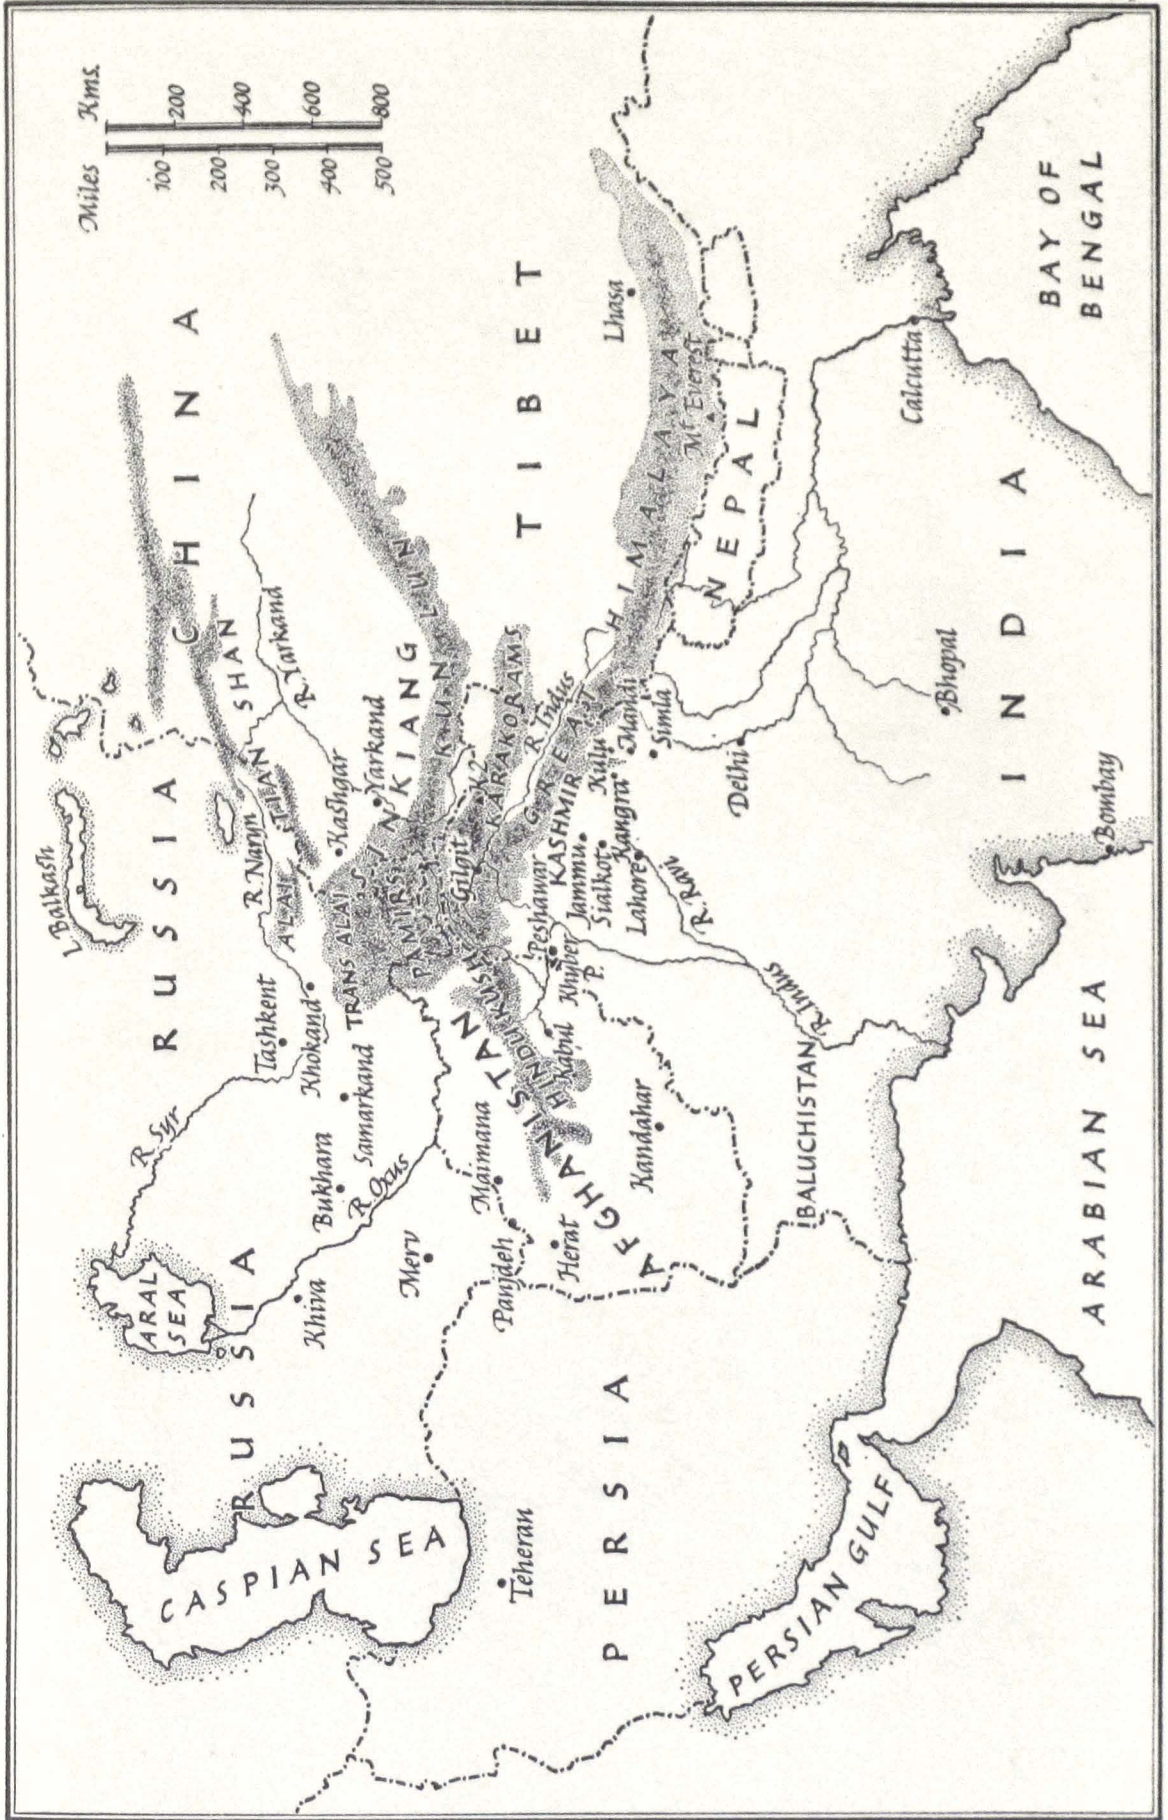 Miles
Kms.
100
200
300
400
500
200
400
600
800
L Balkash
RUSSIA
CHINA
RUSSIA
ARAL
SEA
CASPIAN SEA
R. Syr
Tashkent
Khokand
R. Naryn
ALAI
TIAN
SHAN
R. Yarkand
Kashgar
Yarkand
SINKIANG
KUN LUN
TRANS ALAI
PAMIRS
Khiva
Bukhara
Samarkand
R. Oxus
Merv
Maimana
Panjdeh
Herat
AFGHANISTAN
HINDU KUSH
Kabul
Kandahar
Gilgit
K2
KARAKORAMS
R. Indus
TIBET
Lhasa
GREAT
HIMALAYA
Mt Everest
NEPAL
Peshawar
Khyber
P.
KASHMIR
Jammu
Sialkot
Lahore
Kangra
Kulu
Mandi
Simla
R. Ravi
R. Indus
Delhi
Bhopal
INDIA
Calcutta
BAY OF
BENGAL
Bombay
Teheran
PERSIA
BALUCHISTAN
PERSIAN GULF
ARABIAN SEA